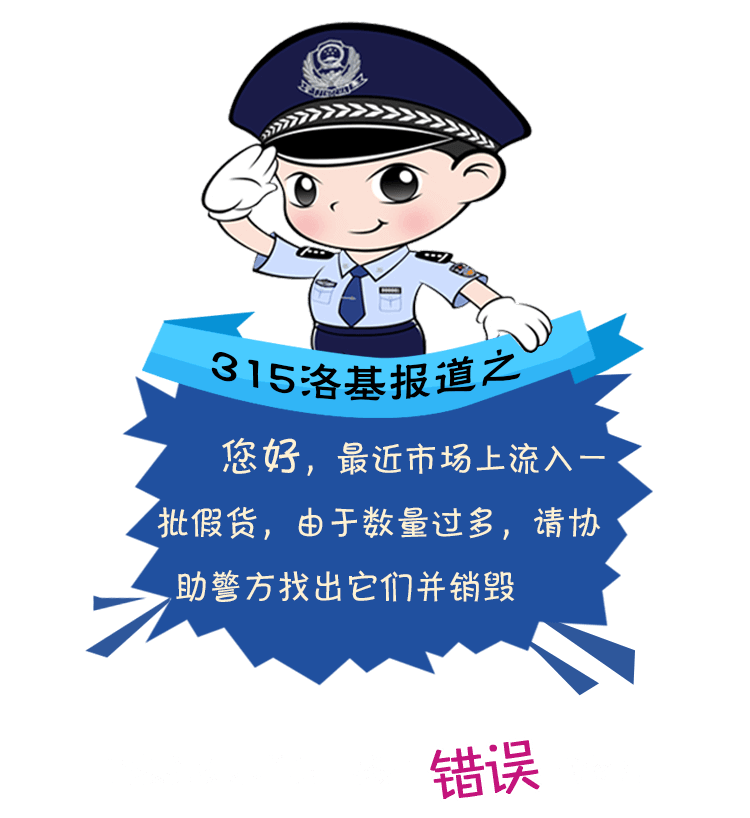 315洛基报道之
您好，最近市场上流入一
批假货，由于数量过多，请协
助警方找出它们并销毁
错误